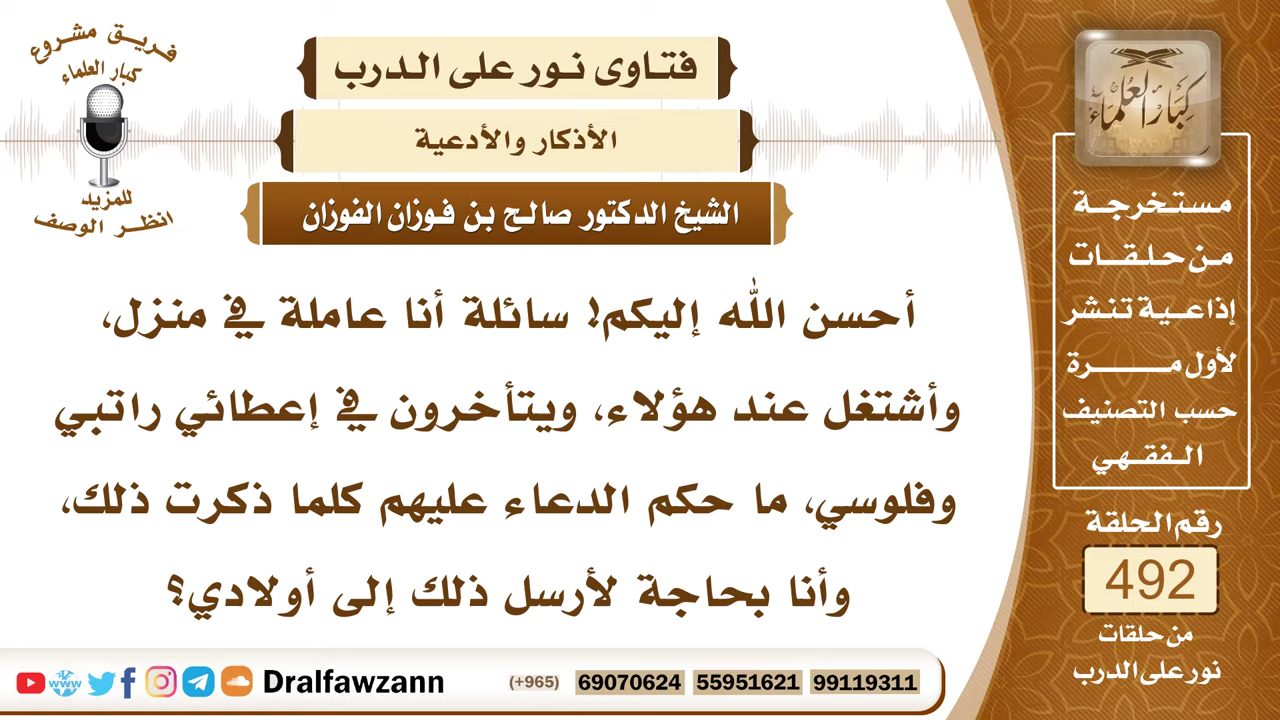 فريق مشروع
كبار العلماء
للمزيد
انظر الوصف
فتاوى نور على الدرب
الأذكار والأدعية
الشيخ الدكتور صالح بن فوزان الفوزان
أحسن الله إليكم! سائلة أنا عاملة في منزل،
وأشتغل عند هؤلاء، ويتأخرون في إعطائي راتبي
وفلوسي، ما حكم الدعاء عليهم كلما ذكرت ذلك،
وأنا بحاجة لأرسل ذلك إلى أولادي؟
كبار العلماء
مستخرجة
من حلقات
إذاعية تنشر
لأول مرة
حسب التصنيف
الفقهي
رقم الحلقة
492
من حلقات
نور على الدرب
www
Dralfawzann (+965) 69070624 55951621 99119311